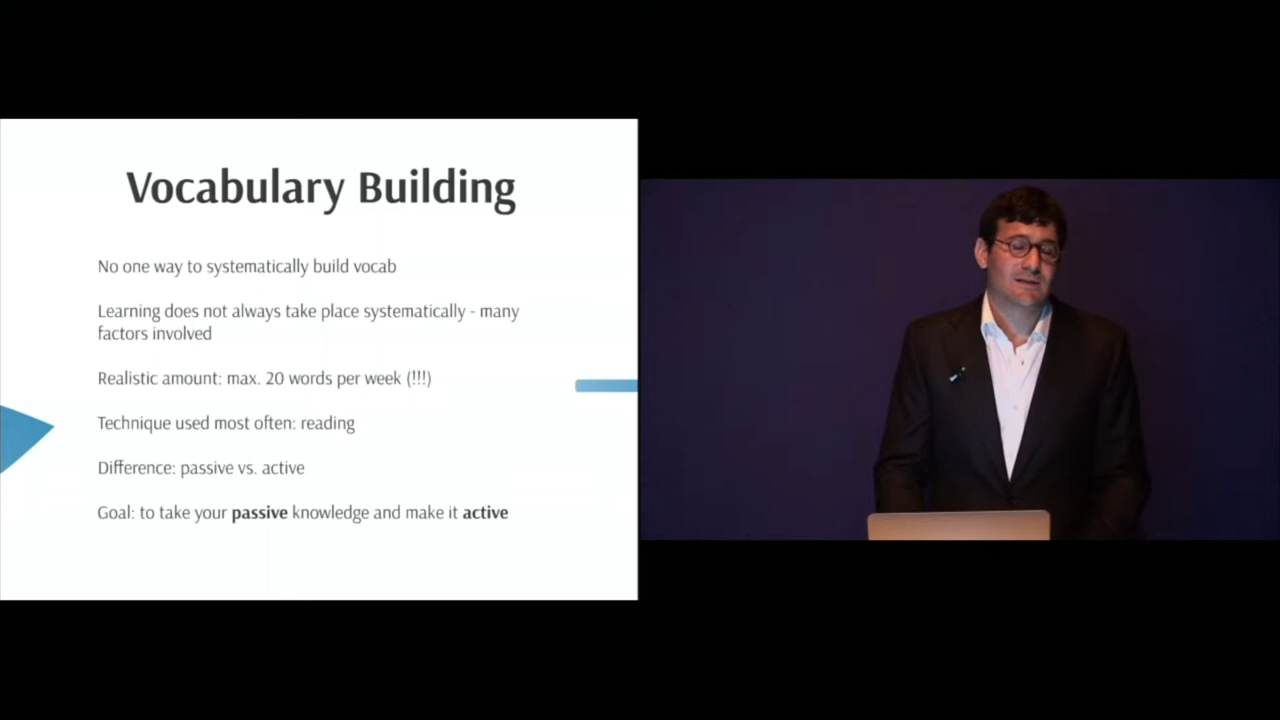 Vocabulary Building
No one way to systematically build vocab
Learning does not always take place systematically - many
factors involved
Realistic amount: max. 20 words per week (!!!)
Technique used most often: reading
Difference: passive vs. active
Goal: to take your passive knowledge and make it active